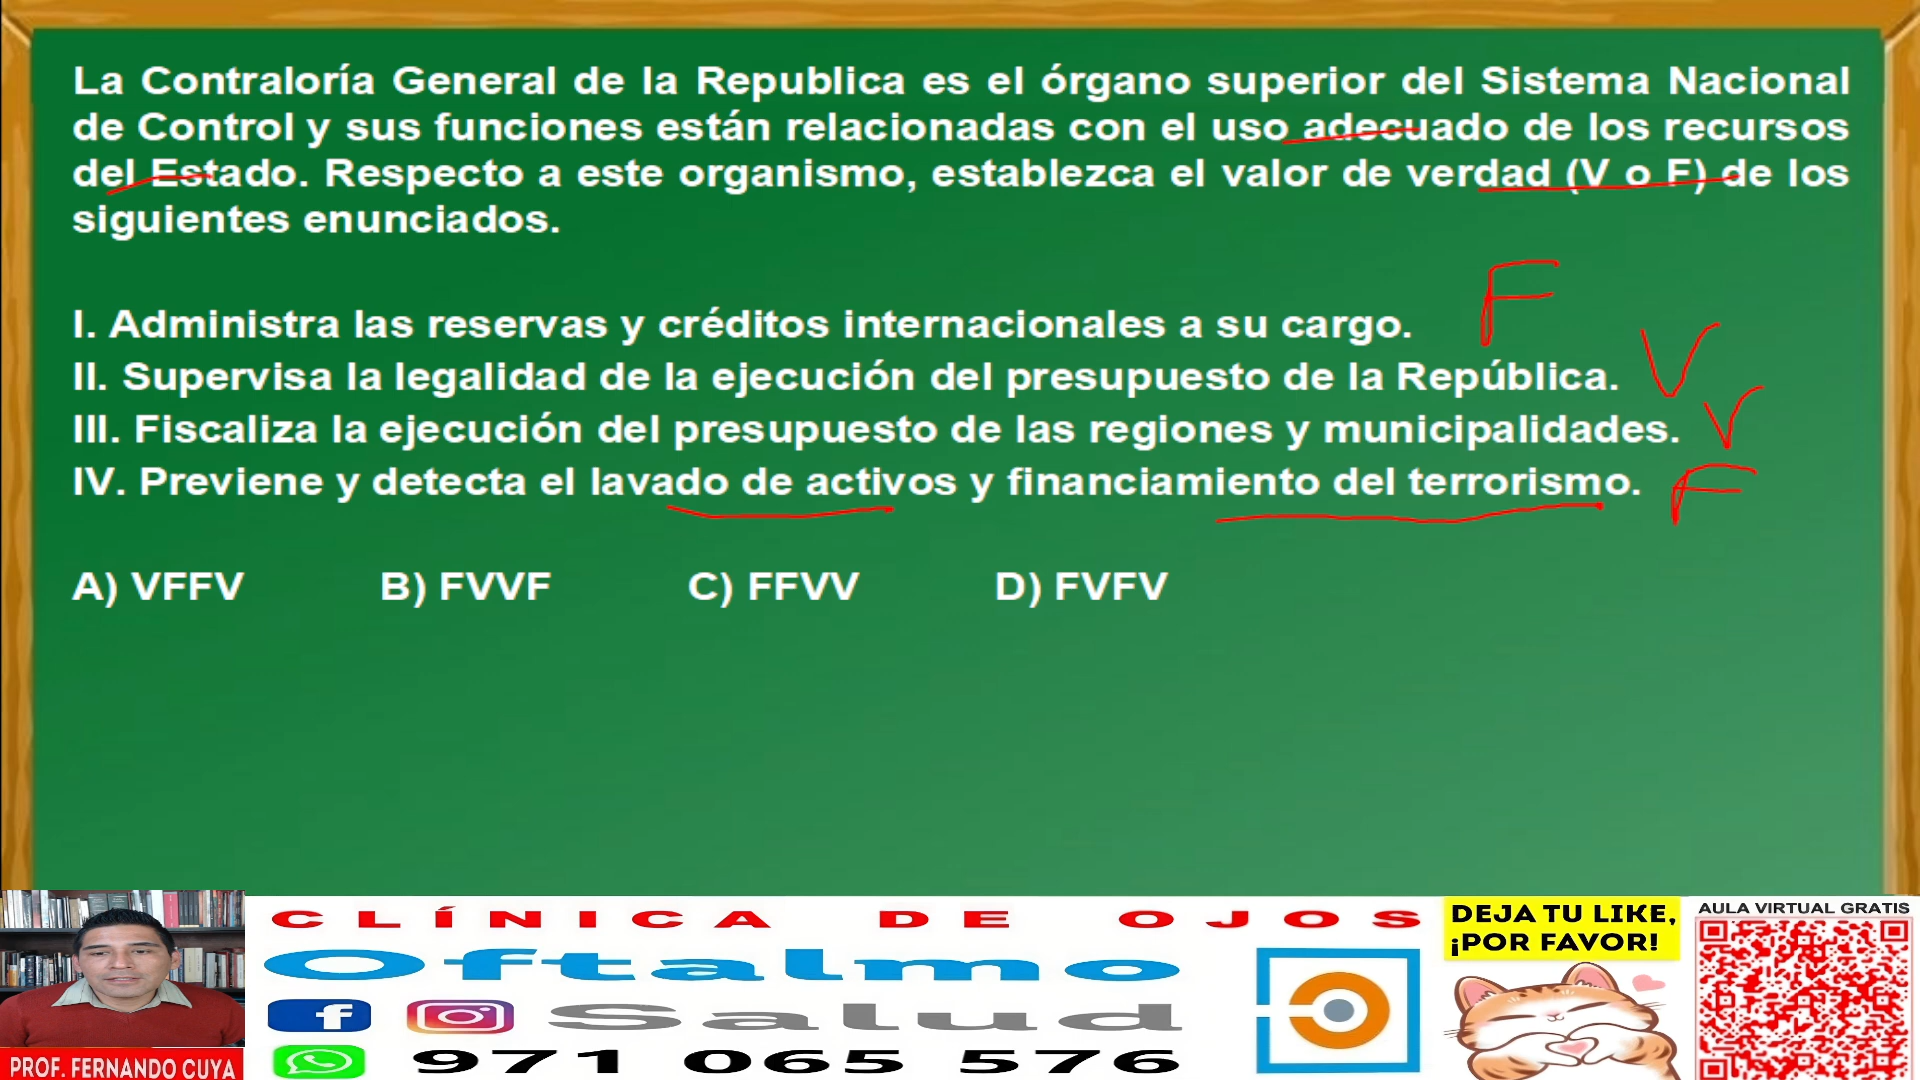 La Contraloría General de la Republica es el órgano superior del Sistema Nacional
de Control y sus funciones están relacionadas con el uso adecuado de los recursos
del Estado. Respecto a este organismo, establezca el valor de verdad (V o F) de los
siguientes enunciados.
I. Administra las reservas y créditos internacionales a su cargo. F
II. Supervisa la legalidad de la ejecución del presupuesto de la República. V
III. Fiscaliza la ejecución del presupuesto de las regiones y municipalidades. V
IV. Previene y detecta el lavado de activos y financiamiento del terrorismo. F
A) VFFV B) FVVF C) FFVV D) FVFV
PROF. FERNANDO CUYA
CLÍNICA DE OJOS
Oftalmo
Salud
971 065 576
DEJA TU LIKE,
¡POR FAVOR!
AULA VIRTUAL GRATIS